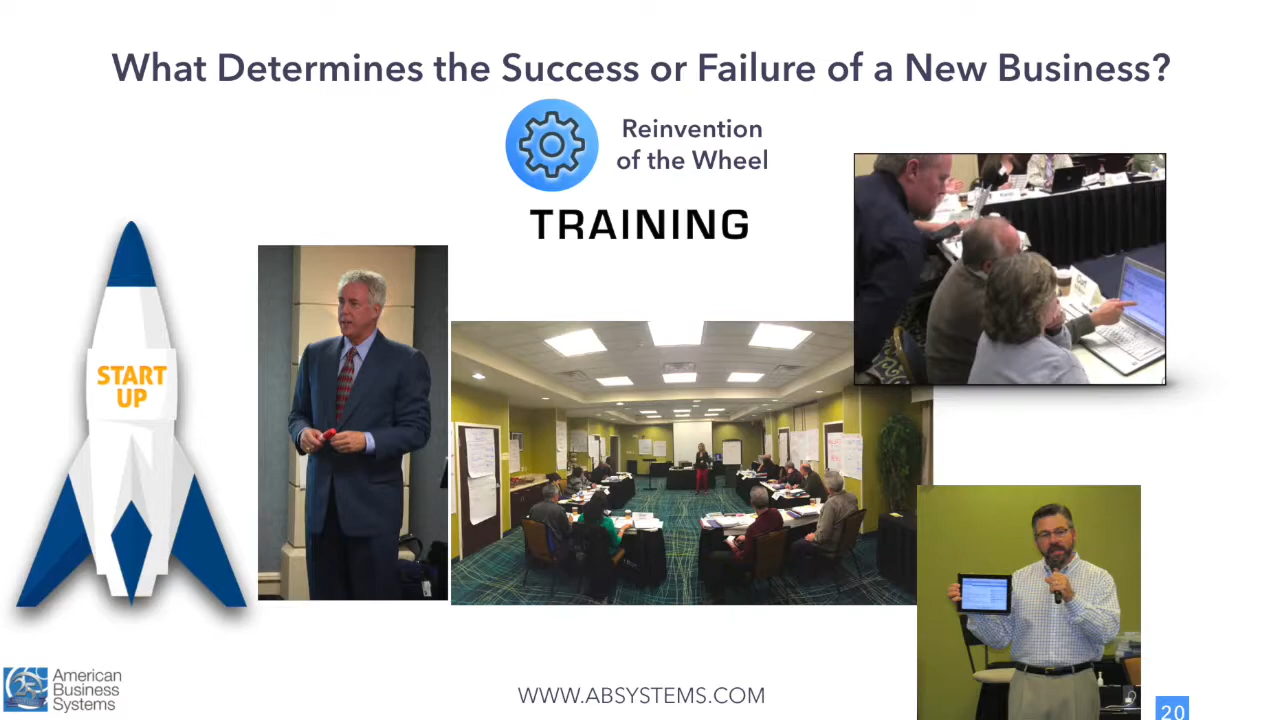 What Determines the Success or Failure of a New Business?
Reinvention
of the Wheel
TRAINING
START
UP
American
Business
Systems
WWW.ABSYSTEMS.COM
20